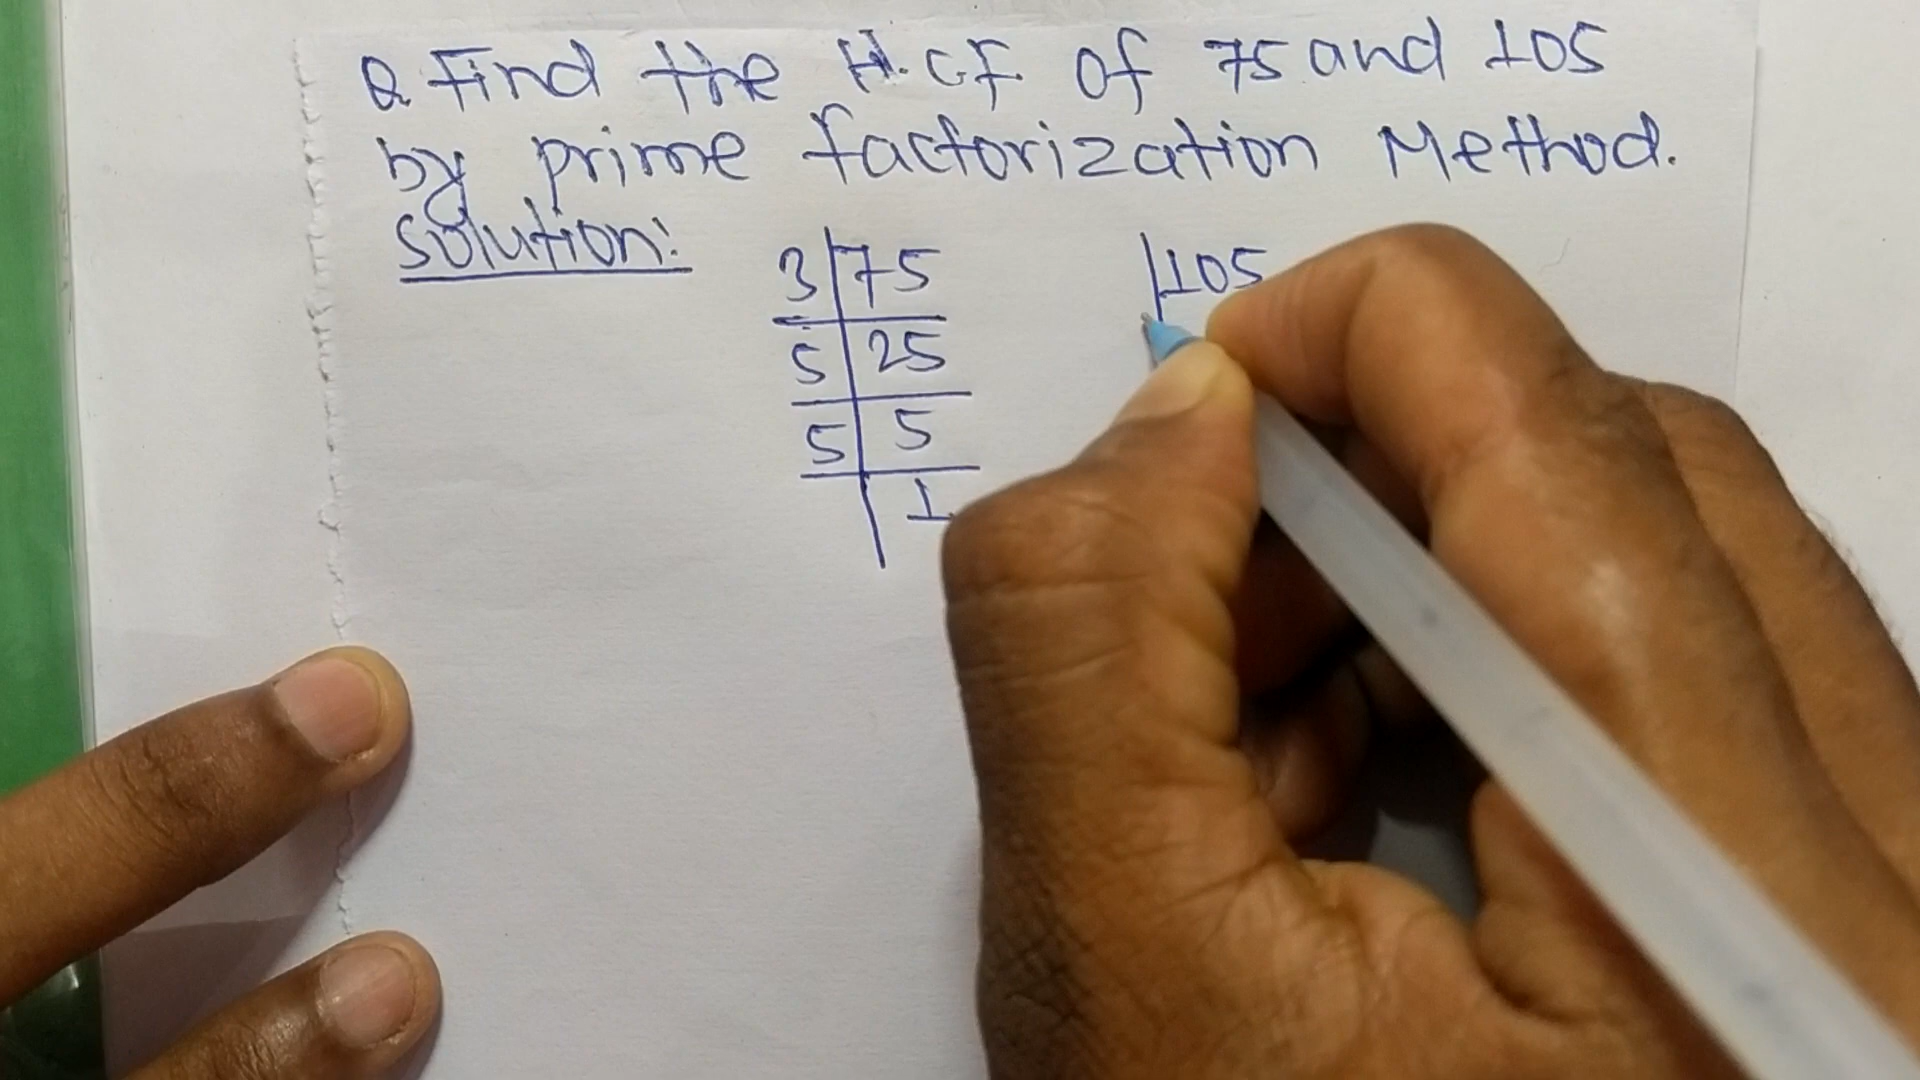 Q. Find the H.C.F. of 75 and 105
by prime factorization Method.
solution:
3 75
5 25
5 5
1
105